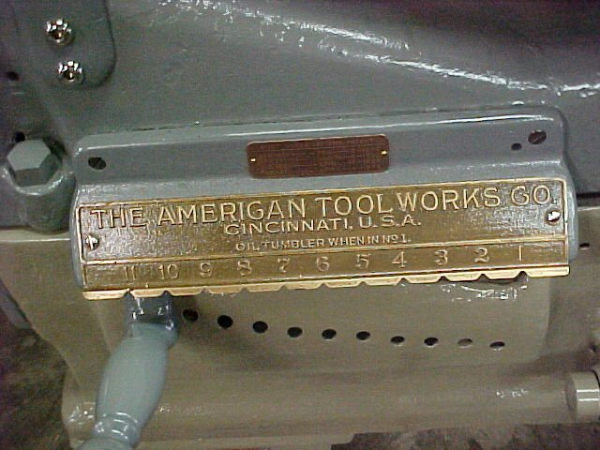 THE AMERICAN TOOL WORKS CO.
CINCINNATI, U.S.A.
OIL TUMBLER WHEN IN Nº 1.
11 10 9 8 7 6 5 4 3 2 1